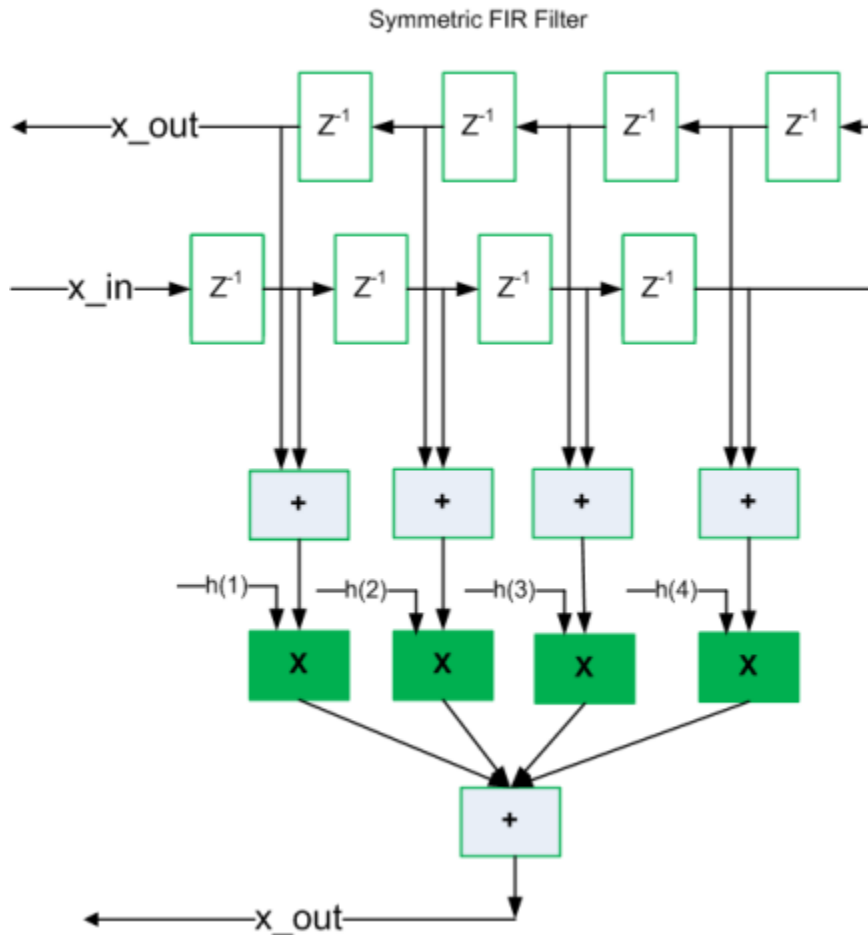 Symmetric FIR Filter
x_out Z⁻¹ Z⁻¹ Z⁻¹ Z⁻¹
x_in Z⁻¹ Z⁻¹ Z⁻¹ Z⁻¹
+ + + +
h(1) h(2) h(3) h(4)
X X X X
+
x_out